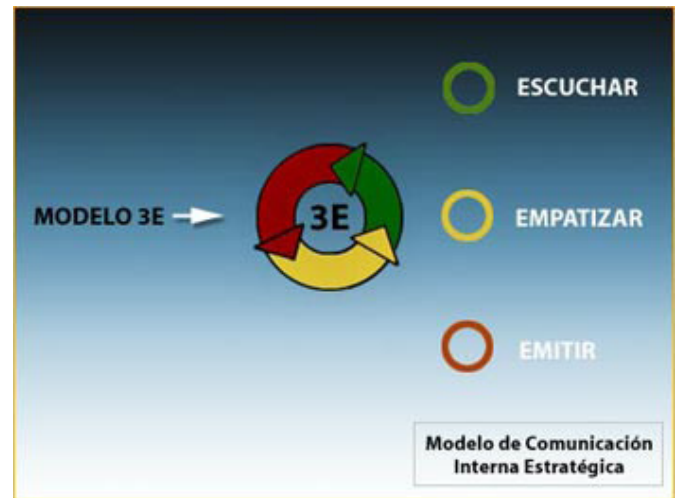 ESCUCHAR
MODELO 3E
3E
EMPATIZAR
EMITIR
Modelo de Comunicación
Interna Estratégica